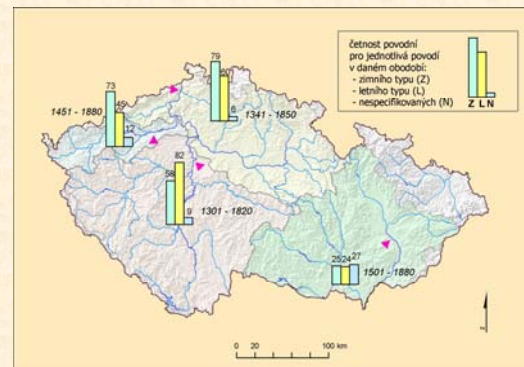 četnost povodní
pro jednotlivá povodí
v daném obodobí:
- zimního typu (Z)
- letního typu (L)
- nespecifikovaných (N)
Z L N
79
6
1341 - 1850
73
45
12
1451 - 1880
82
58
9
1301 - 1820
25 24 27
1501 - 1880
0 20 100 km